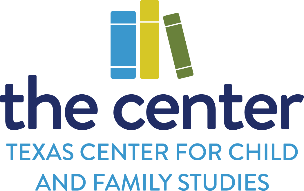 the center
TEXAS CENTER FOR CHILD
AND FAMILY STUDIES